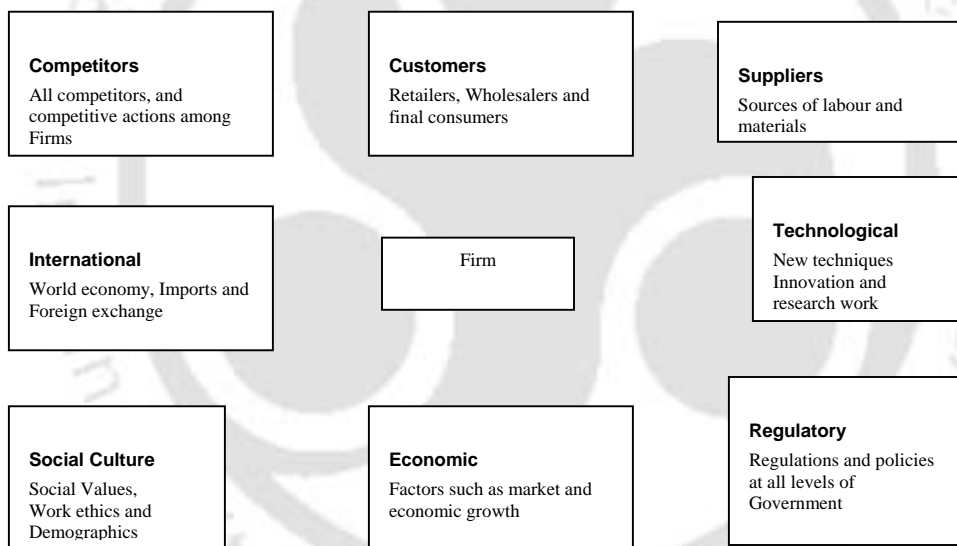 Competitors
All competitors, and
competitive actions among
Firms
Customers
Retailers, Wholesalers and
final consumers
Suppliers
Sources of labour and
materials
International
World economy, Imports and
Foreign exchange
Firm
Technological
New techniques
Innovation and
research work
Social Culture
Social Values,
Work ethics and
Demographics
Economic
Factors such as market and
economic growth
Regulatory
Regulations and policies
at all levels of
Government